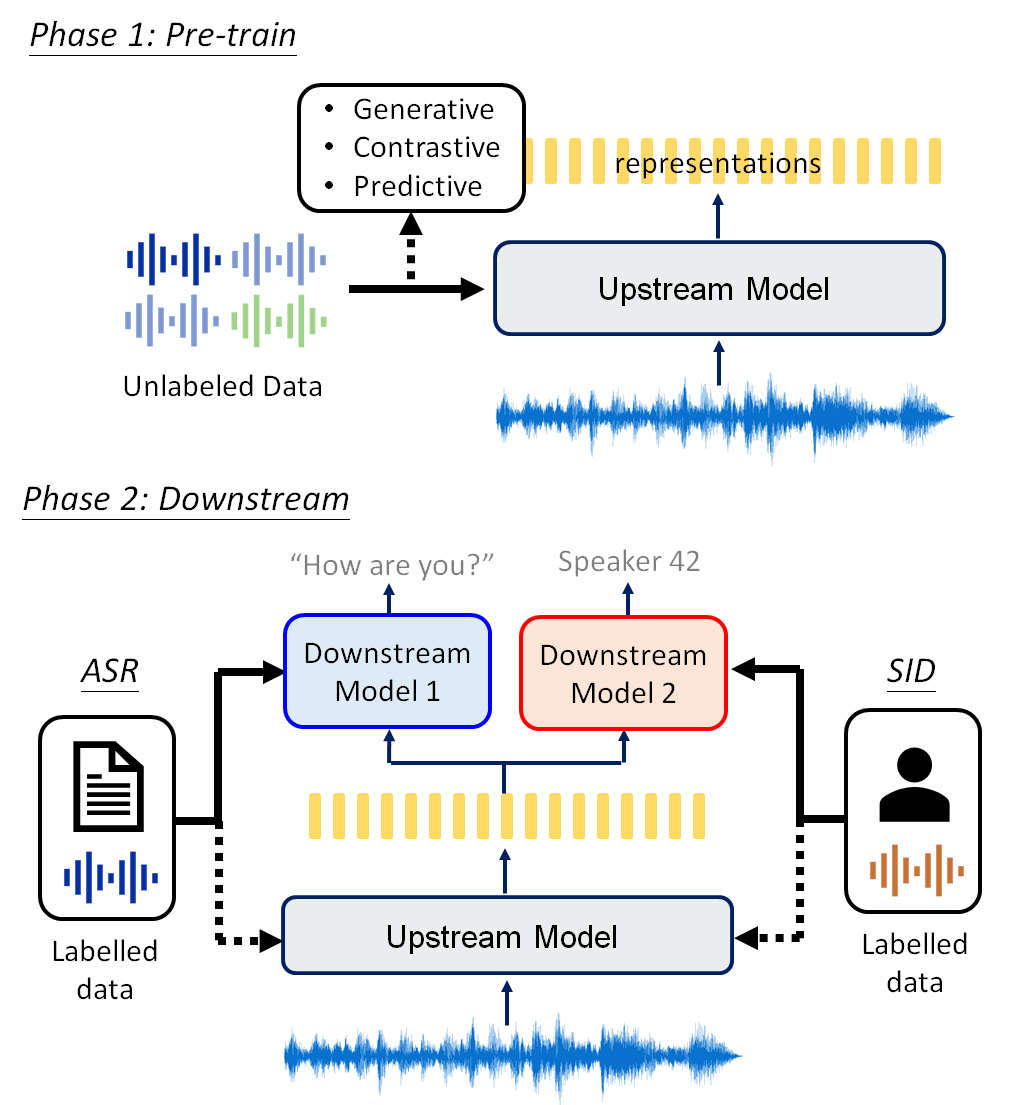 Phase 1: Pre-train
• Generative
• Contrastive
• Predictive
representations
Upstream Model
Unlabeled Data
Phase 2: Downstream
“How are you?”
Speaker 42
Downstream
Model 1
Downstream
Model 2
ASR
SID
Upstream Model
Labelled
data
Labelled
data